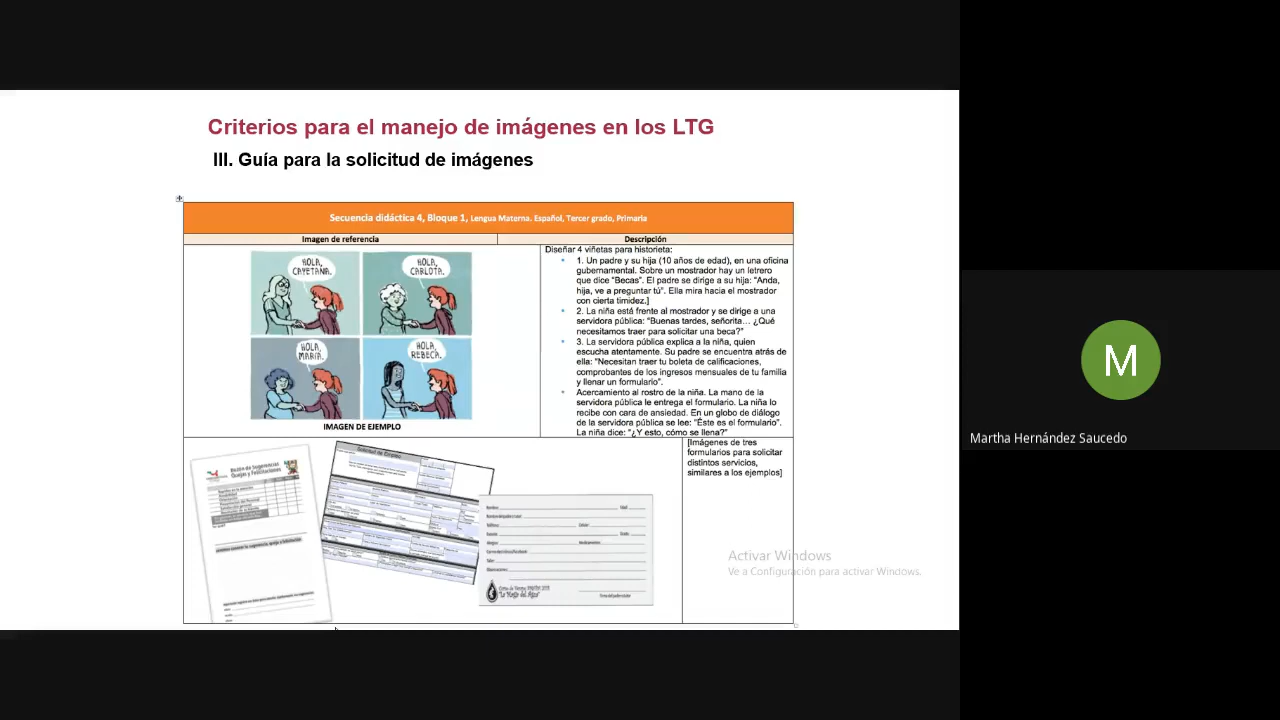 Criterios para el manejo de imágenes en los LTG
III. Guía para la solicitud de imágenes
Secuencia didáctica 4, Bloque 1, Lengua Materna. Español, Tercer grado, Primaria
Imagen de referencia
Descripción
HOLA,
CAYETANA.
HOLA,
CARLOTA.
HOLA,
MARÍA.
HOLA,
REBECA.
IMAGEN DE EJEMPLO
Diseñar 4 viñetas para historieta:
1. Un padre y su hija (10 años de edad), en una oficina
gubernamental. Sobre un mostrador hay un letrero
que dice “Becas”. El padre se dirige a su hija: “Anda,
hija, ve a preguntar tú”. Ella mira hacia el mostrador
con cierta timidez.]
2. La niña está frente al mostrador y se dirige a una
servidora pública: “Buenas tardes, señorita… ¿Qué
necesitamos traer para solicitar una beca?”
3. La servidora pública explica a la niña, quien
escucha atentamente. Su padre se encuentra atrás de
ella: “Necesitan traer tu boleta de calificaciones,
comprobantes de los ingresos mensuales de tu familia
y llenar un formulario”.
Acercamiento al rostro de la niña. La mano de la
servidora pública le entrega el formulario. La niña lo
recibe con cara de ansiedad. En un globo de diálogo
de la servidora pública se lee: “Éste es el formulario”.
La niña dice: “¿Y esto, cómo se llena?”
Buzón de Sugerencias
Quejas y Felicitaciones
Solicitud de Empleo
[Imágenes de tres
formularios para solicitar
distintos servicios,
similares a los ejemplos]
Activar Windows
Ve a Configuración para activar Windows.
M
Martha Hernández Saucedo